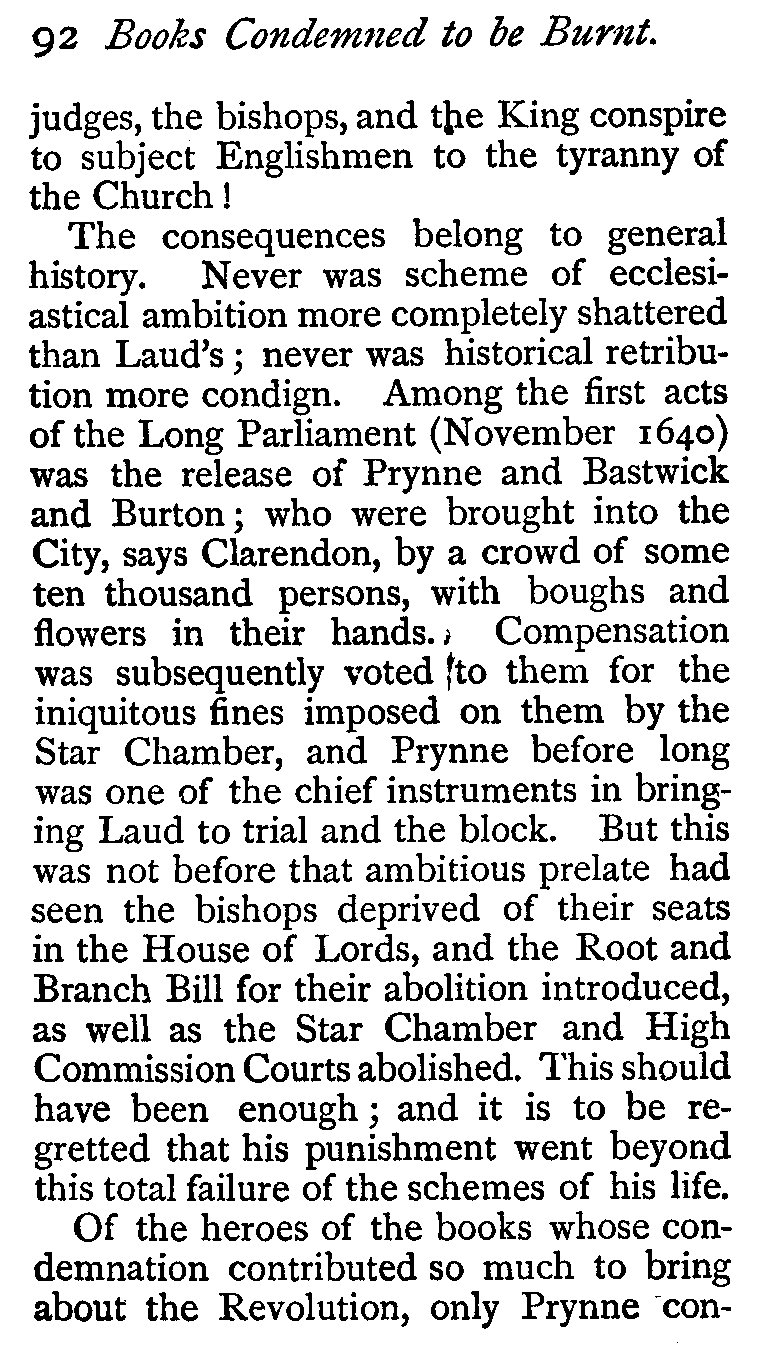 92 Books Condemned to be Burnt.
judges, the bishops, and the King conspire
to subject Englishmen to the tyranny of
the Church !
The consequences belong to general
history. Never was scheme of ecclesi-
astical ambition more completely shattered
than Laud's ; never was historical retribu-
tion more condign. Among the first acts
of the Long Parliament (November 1640)
was the release of Prynne and Bastwick
and Burton ; who were brought into the
City, says Clarendon, by a crowd of some
ten thousand persons, with boughs and
flowers in their hands. Compensation
was subsequently voted to them for the
iniquitous fines imposed on them by the
Star Chamber, and Prynne before long
was one of the chief instruments in bring-
ing Laud to trial and the block. But this
was not before that ambitious prelate had
seen the bishops deprived of their seats
in the House of Lords, and the Root and
Branch Bill for their abolition introduced,
as well as the Star Chamber and High
Commission Courts abolished. This should
have been enough ; and it is to be re-
gretted that his punishment went beyond
this total failure of the schemes of his life.
Of the heroes of the books whose con-
demnation contributed so much to bring
about the Revolution, only Prynne con-